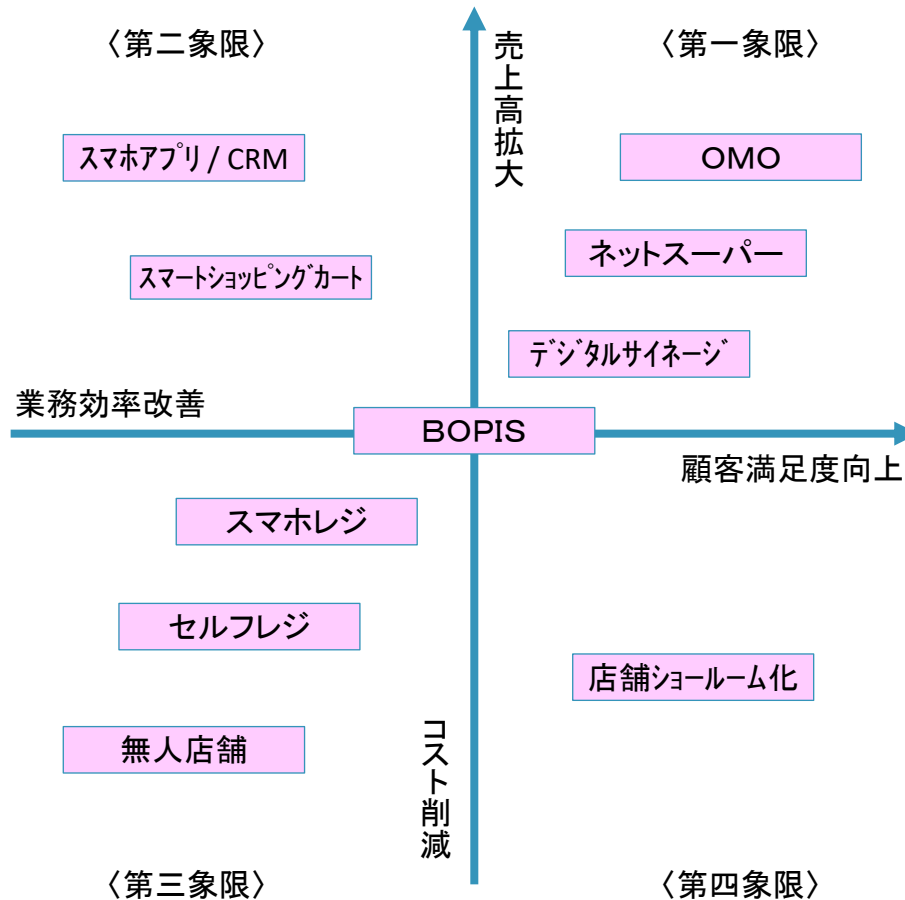 〈第二象限〉
売上高拡大
〈第一象限〉
スマホアプリ / CRM
OMO
ネットスーパー
スマートショッピングカート
デジタルサイネージ
業務効率改善
BOPIS
顧客満足度向上
スマホレジ
セルフレジ
店舗ショールーム化
無人店舗
コスト削減
〈第三象限〉
〈第四象限〉